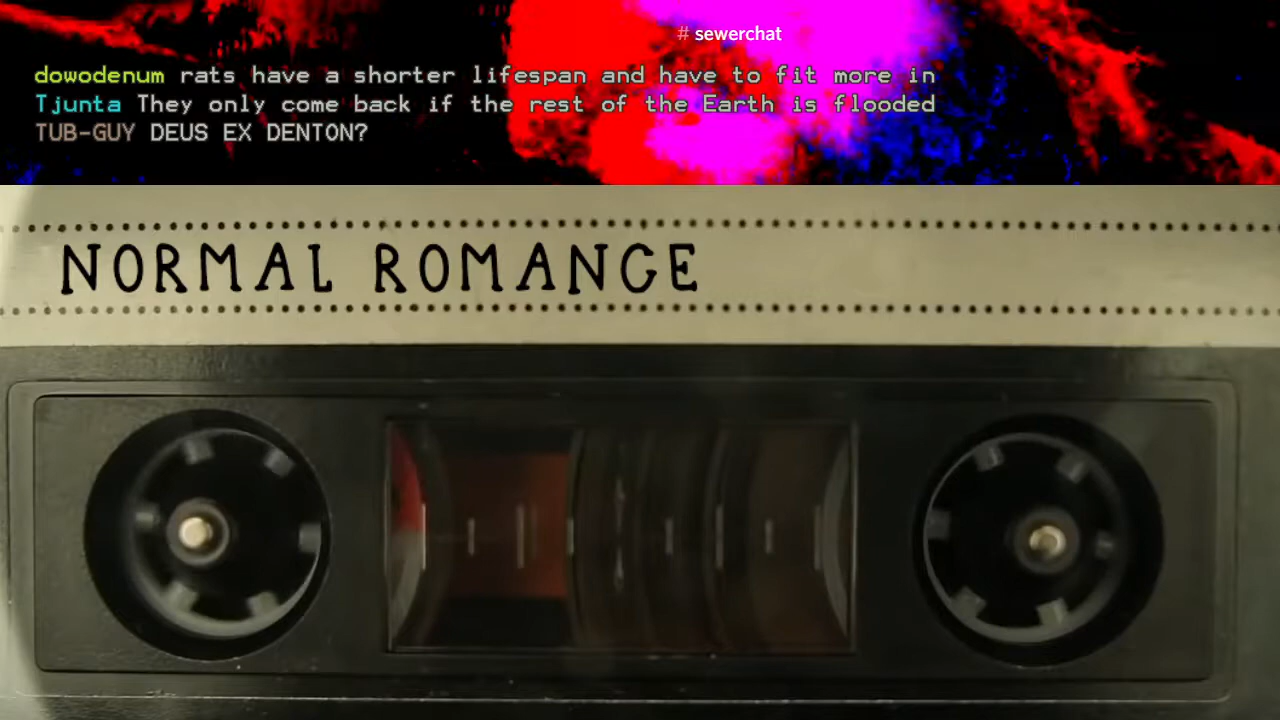 # sewerchat
dowodenum rats have a shorter lifespan and have to fit more in
Tjunta They only come back if the rest of the Earth is flooded
TUB-GUY DEUS EX DENTON?
NORMAL ROMANCE